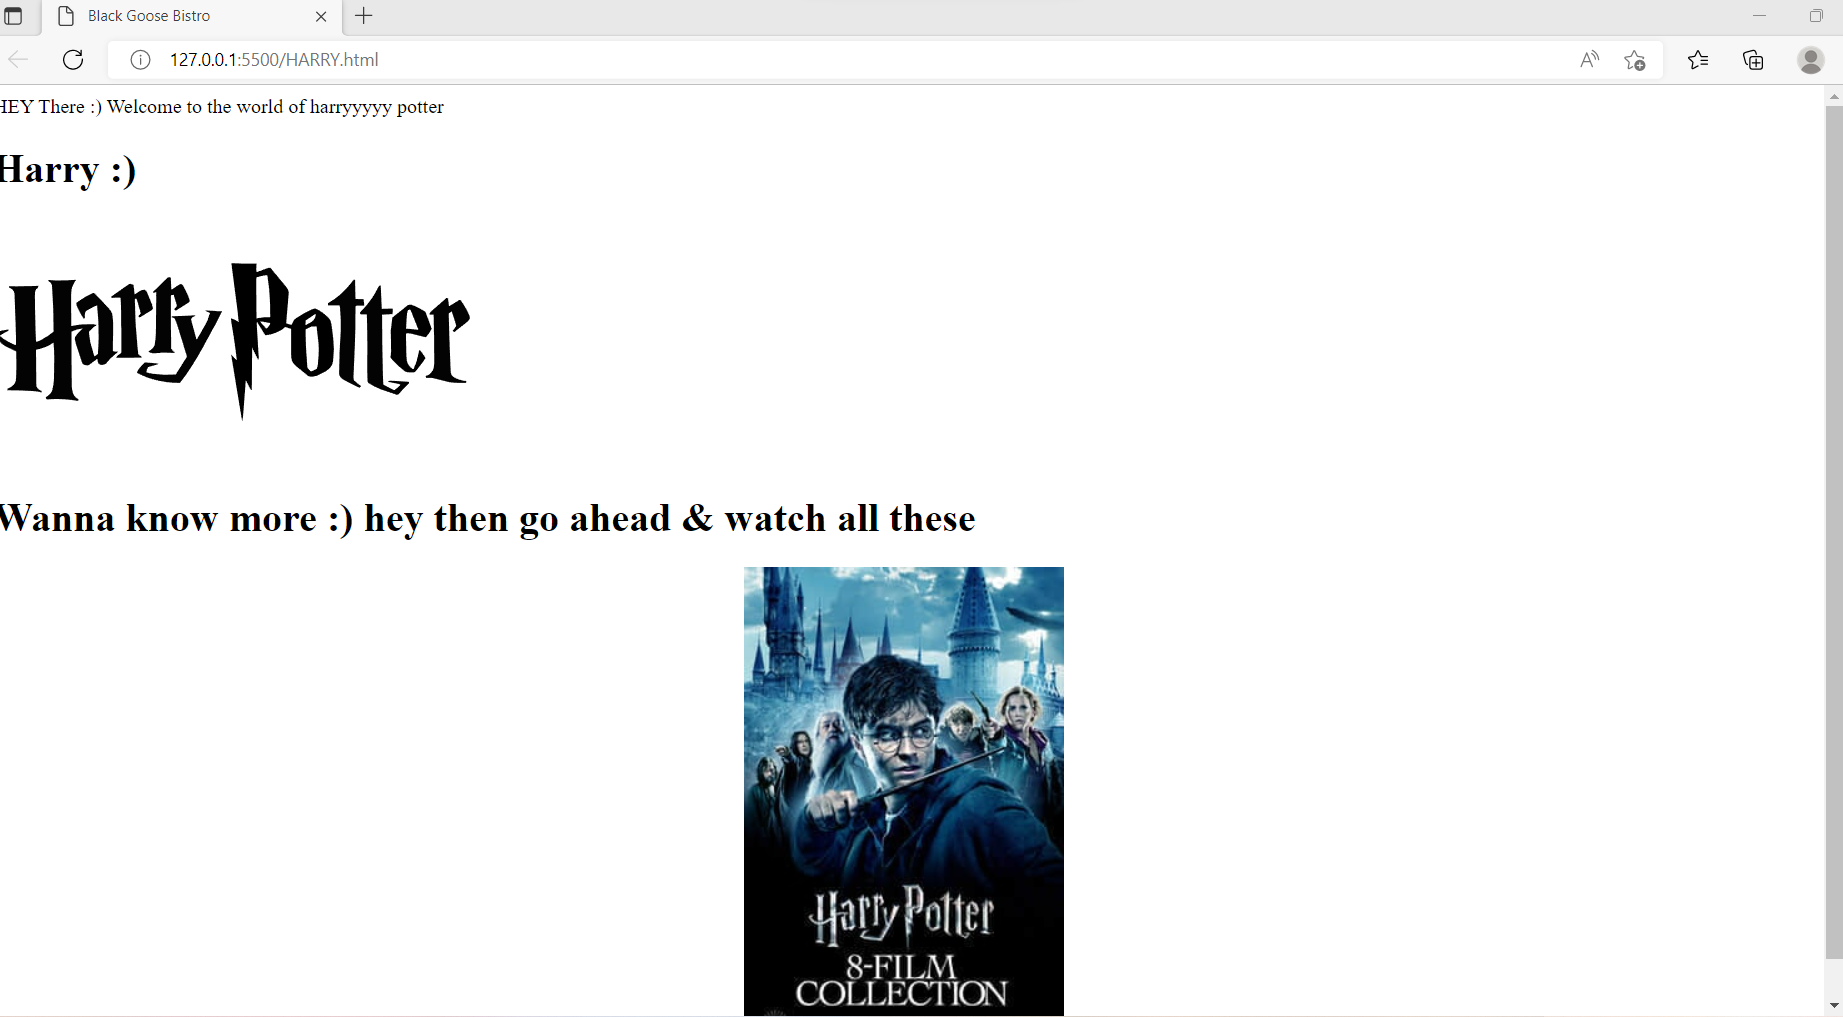 Black Goose Bistro
127.0.0.1:5500/HARRY.html
HEY There :) Welcome to the world of harryyyyy potter
Harry :)
Harry Potter
Wanna know more :) hey then go ahead & watch all these
Harry Potter
8-FILM
COLLECTION